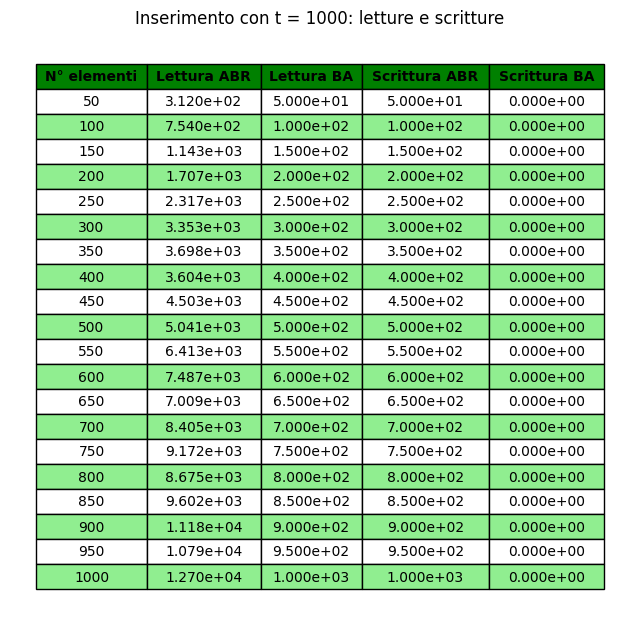 Inserimento con t = 1000: letture e scritture
N° elementi Lettura ABR Lettura BA Scrittura ABR Scrittura BA
50 3.120e+02 5.000e+01 5.000e+01 0.000e+00
100 7.540e+02 1.000e+02 1.000e+02 0.000e+00
150 1.143e+03 1.500e+02 1.500e+02 0.000e+00
200 1.707e+03 2.000e+02 2.000e+02 0.000e+00
250 2.317e+03 2.500e+02 2.500e+02 0.000e+00
300 3.353e+03 3.000e+02 3.000e+02 0.000e+00
350 3.698e+03 3.500e+02 3.500e+02 0.000e+00
400 3.604e+03 4.000e+02 4.000e+02 0.000e+00
450 4.503e+03 4.500e+02 4.500e+02 0.000e+00
500 5.041e+03 5.000e+02 5.000e+02 0.000e+00
550 6.413e+03 5.500e+02 5.500e+02 0.000e+00
600 7.487e+03 6.000e+02 6.000e+02 0.000e+00
650 7.009e+03 6.500e+02 6.500e+02 0.000e+00
700 8.405e+03 7.000e+02 7.000e+02 0.000e+00
750 9.172e+03 7.500e+02 7.500e+02 0.000e+00
800 8.675e+03 8.000e+02 8.000e+02 0.000e+00
850 9.602e+03 8.500e+02 8.500e+02 0.000e+00
900 1.118e+04 9.000e+02 9.000e+02 0.000e+00
950 1.079e+04 9.500e+02 9.500e+02 0.000e+00
1000 1.270e+04 1.000e+03 1.000e+03 0.000e+00